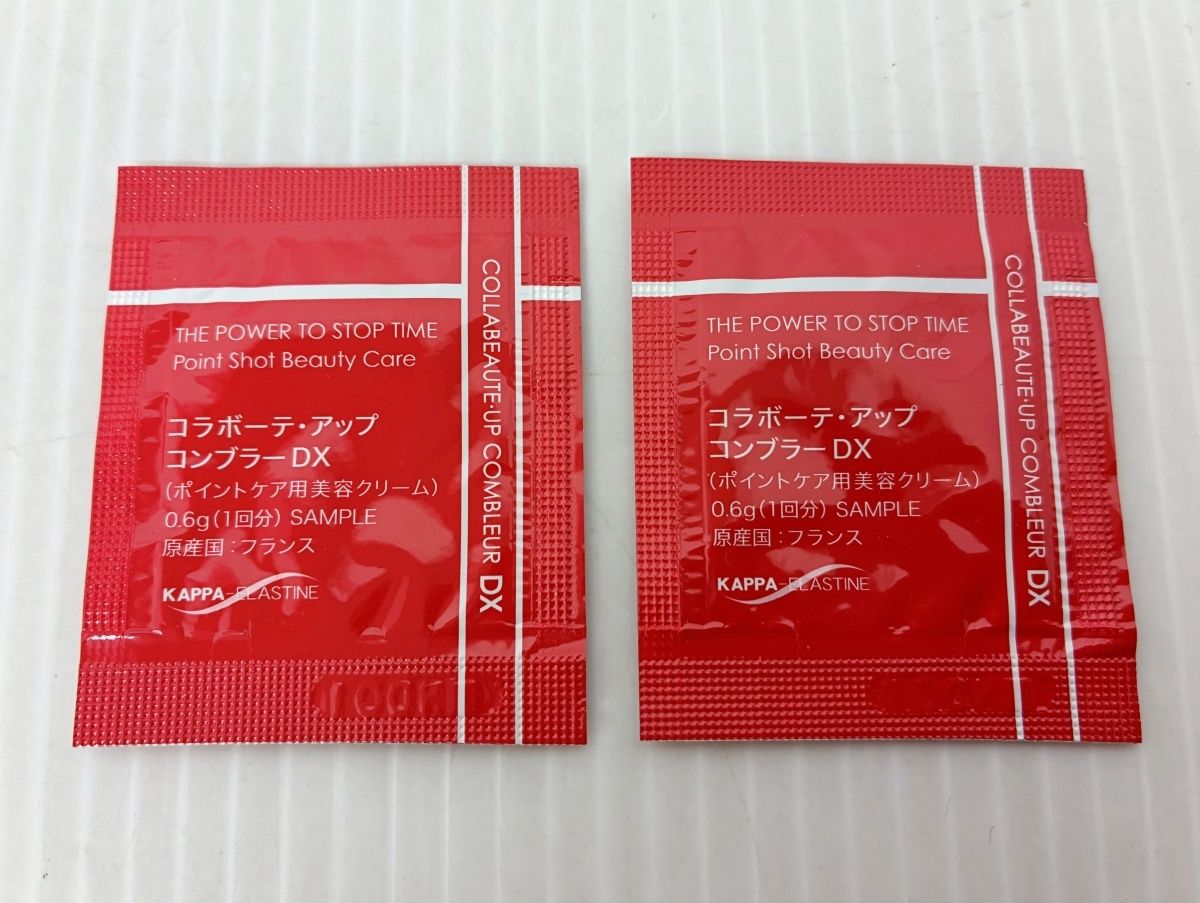 THE POWER TO STOP TIME
Point Shot Beauty Care
コラボーテ・アップ
コンブラーDX
(ポイントケア用美容クリーム)
0.6g(1回分) SAMPLE
原産国:フランス
KAPPA-ELASTINE
COLLABEAUTE·UP COMBLEUR DX
THE POWER TO STOP TIME
Point Shot Beauty Care
コラボーテ・アップ
コンブラーDX
(ポイントケア用美容クリーム)
0.6g(1回分) SAMPLE
原産国:フランス
KAPPA-ELASTINE
COLLABEAUTE·UP COMBLEUR DX